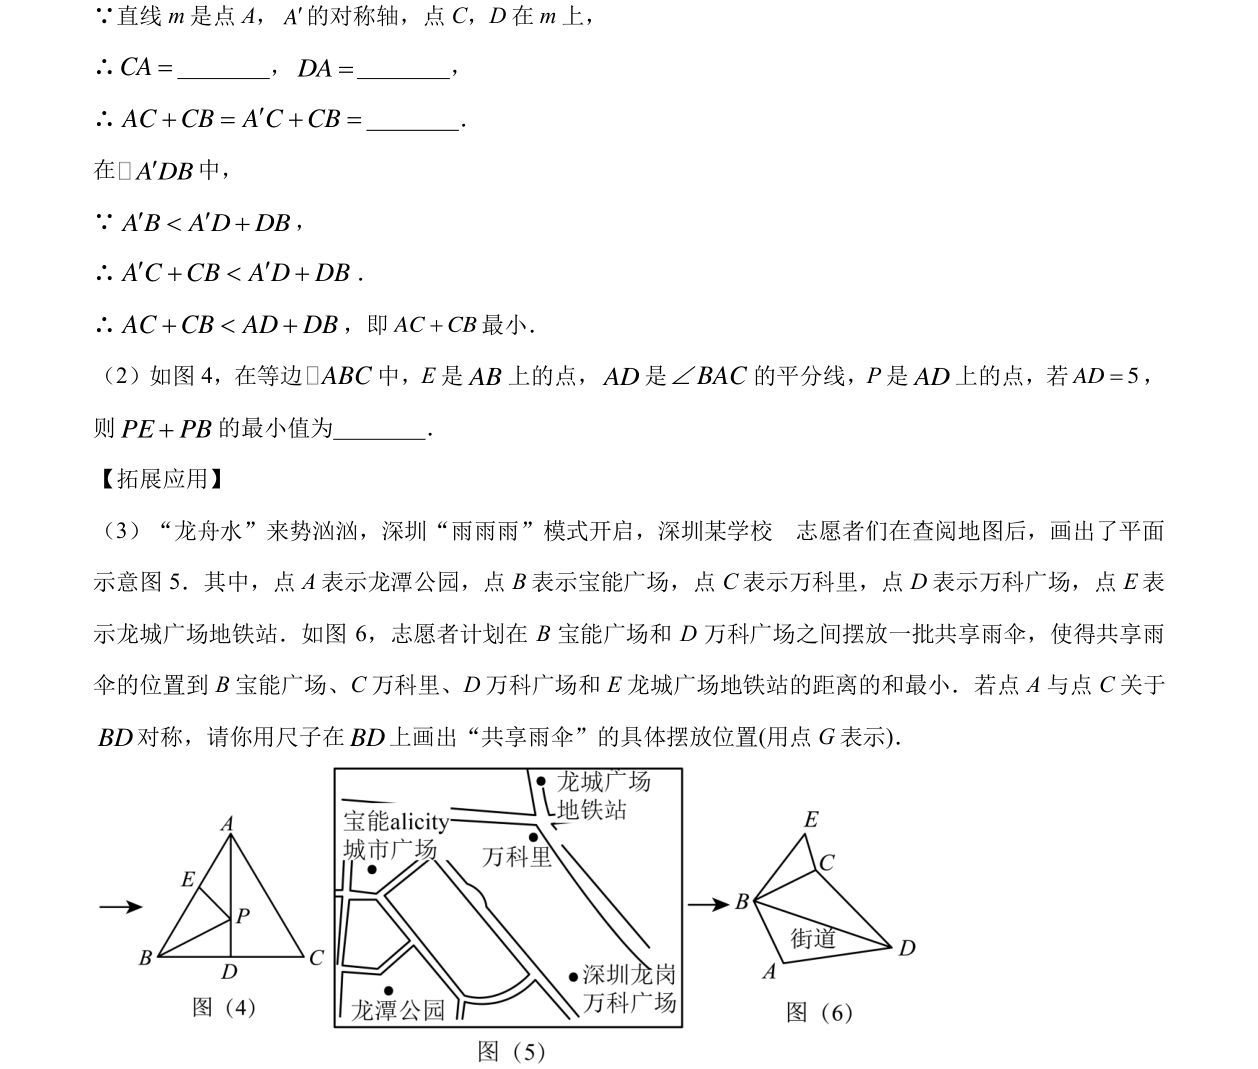 ∵直线 m 是点 A， A′ 的对称轴，点 C，D 在 m 上，
∴ CA = ________， DA = ________，
∴ AC + CB = A′C + CB = ________．
在□ A′DB 中，
∵ A′B < A′D + DB，
∴ A′C + CB < A′D + DB．
∴ AC + CB < AD + DB，即 AC + CB 最小．
（2）如图 4，在等边□ABC 中，E 是 AB 上的点， AD 是∠BAC 的平分线，P 是 AD 上的点，若 AD = 5，
则 PE + PB 的最小值为________．
【拓展应用】
（3）“龙舟水”来势汹汹，深圳“雨雨雨”模式开启，深圳某学校 志愿者们在查阅地图后，画出了平面
示意图 5．其中，点 A 表示龙潭公园，点 B 表示宝能广场，点 C 表示万科里，点 D 表示万科广场，点 E 表
示龙城广场地铁站．如图 6，志愿者计划在 B 宝能广场和 D 万科广场之间摆放一批共享雨伞，使得共享雨
伞的位置到 B 宝能广场、C 万科里、D 万科广场和 E 龙城广场地铁站的距离的和最小．若点 A 与点 C 关于
BD 对称，请你用尺子在 BD 上画出“共享雨伞”的具体摆放位置(用点 G 表示)．
A
E
P
B
D
C
图（4）
龙城广场
地铁站
宝能alicity
城市广场
万科里
深圳龙岗
万科广场
龙潭公园
图（5）
E
C
B
街道
D
A
图（6）